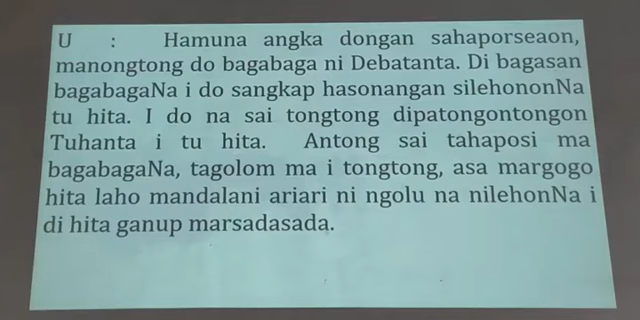 U : Hamuna angka dongan sahaporseaon,
manongtong do bagabaga ni Debatanta. Di bagasan
bagabagaNa i do sangkap hasonangan silehononNa
tu hita. I do na sai tongtong dipatongontongon
Tuhanta i tu hita. Antong sai tahaposi ma
bagabagaNa, tagolom ma i tongtong, asa margogo
hita laho mandalani ariari ni ngolu na nilehonNa i
di hita ganup marsadasada.